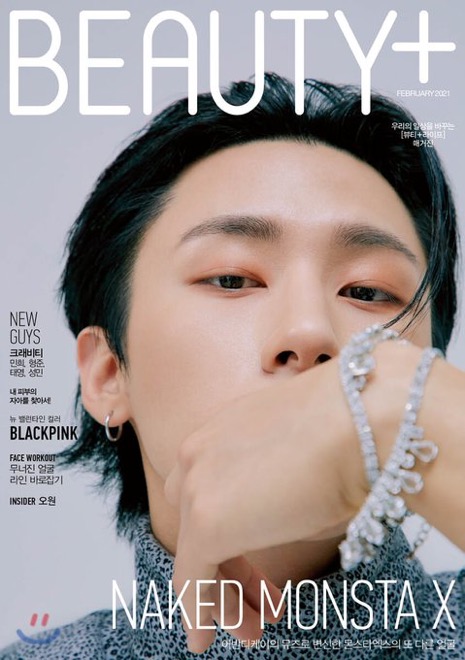 BEAUTY+
FEBRUARY 2021
우리의 일상을 바꾸는
[뷰티+라이프]
매거진
NEW
GUYS
크래비티
민희, 형준,
태영, 성민
내 피부의
자아를 찾아서!
뉴 밸런타인 컬러
BLACKPINK
FACE WORKOUT
무너진 얼굴
라인 바로잡기
INSIDER 오원
NAKED MONSTA X
어반디케이의 뮤즈로 변신한 몬스타엑스의 또 다른 얼굴